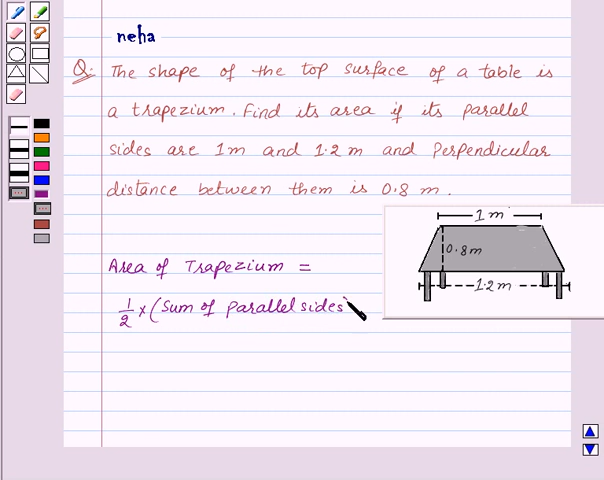 neha
Q. The shape of the top surface of a table is
a trapezium. Find its area if its parallel
sides are 1m and 1.2 m and perpendicular
distance between them is 0.8 m.
1 m
0.8m
1.2 m
Area of Trapezium =
1/2 × (Sum of parallel sides)